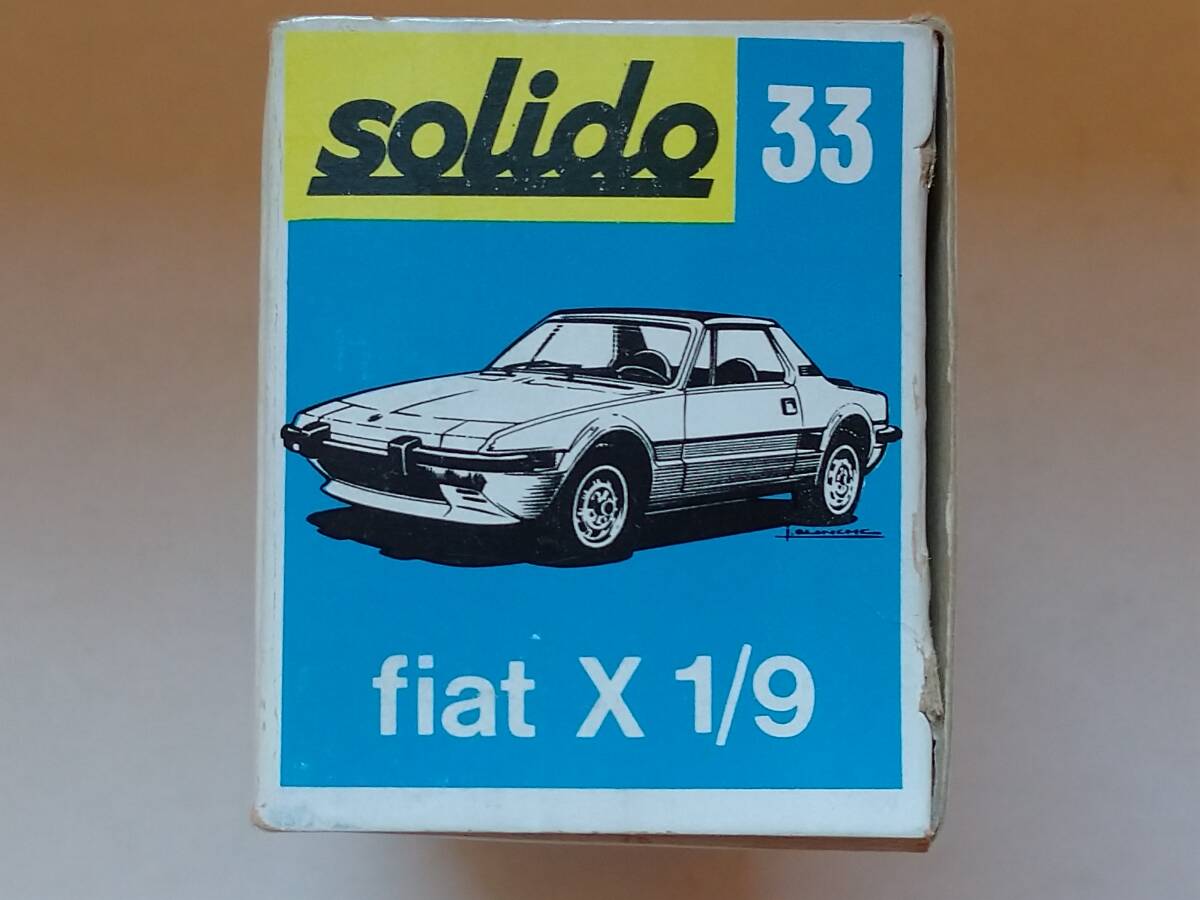 solido
33
fiat X 1/9